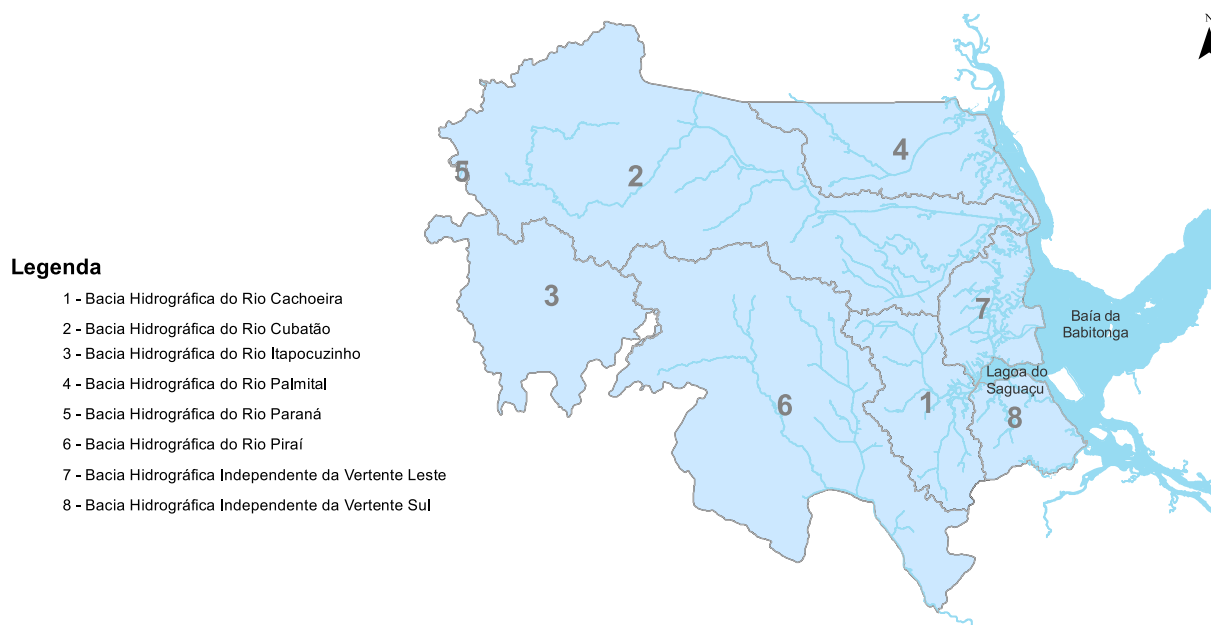 N
Legenda
1 - Bacia Hidrográfica do Rio Cachoeira
2 - Bacia Hidrográfica do Rio Cubatão
3 - Bacia Hidrográfica do Rio Itapocuzinho
4 - Bacia Hidrográfica do Rio Palmital
5 - Bacia Hidrográfica do Rio Paraná
6 - Bacia Hidrográfica do Rio Piraí
7 - Bacia Hidrográfica Independente da Vertente Leste
8 - Bacia Hidrográfica Independente da Vertente Sul
4
5
2
3
7
Baía da
Babitonga
Lagoa do
Saguaçu
6
1
8